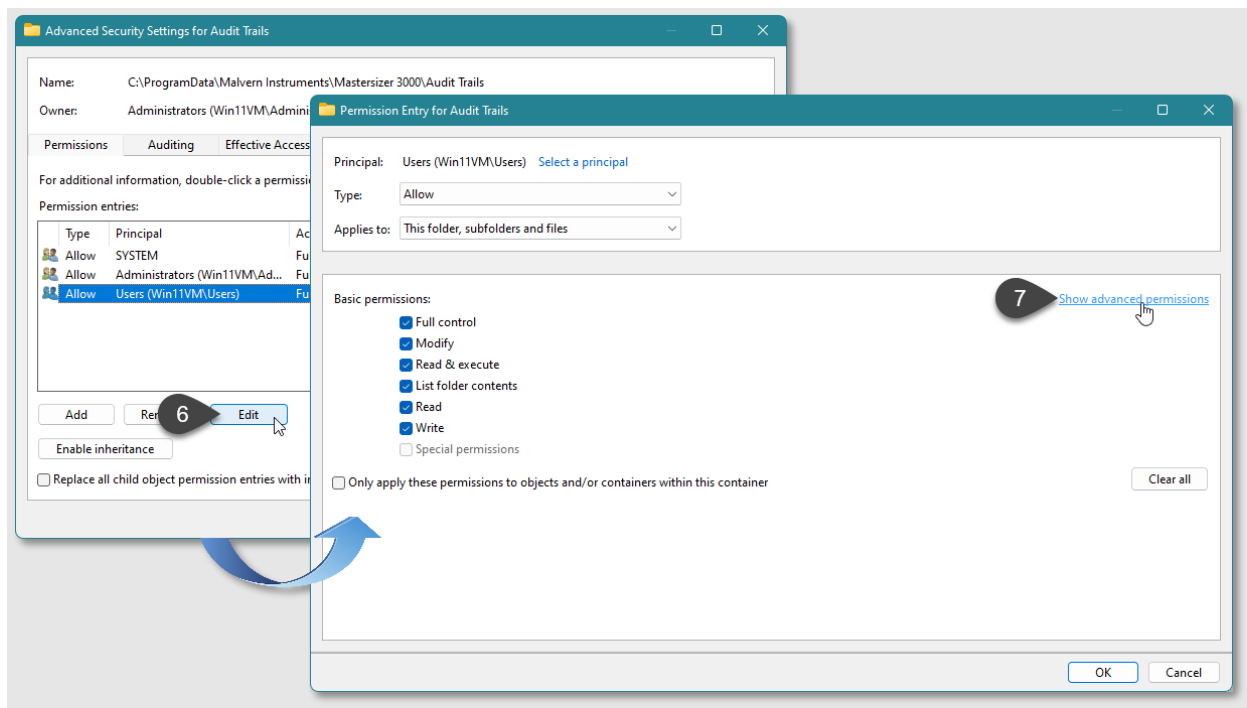 Advanced Security Settings for Audit Trails
Name: C:\ProgramData\Malvern Instruments\Mastersizer 3000\Audit Trails
Owner: Administrators (Win11VM\Admini
Permissions Auditing Effective Access
For additional information, double-click a permissi
Permission entries:
Type Principal Ac
Allow SYSTEM Fu
Allow Administrators (Win11VM\Ad... Fu
Allow Users (Win11VM\Users) Fu
Add Rer 6 Edit
Enable inheritance
Replace all child object permission entries with in
Permission Entry for Audit Trails
Principal: Users (Win11VM\Users) Select a principal
Type: Allow
Applies to: This folder, subfolders and files
Basic permissions: 7 Show advanced permissions
Full control
Modify
Read & execute
List folder contents
Read
Write
Special permissions
Only apply these permissions to objects and/or containers within this container Clear all
OK Cancel